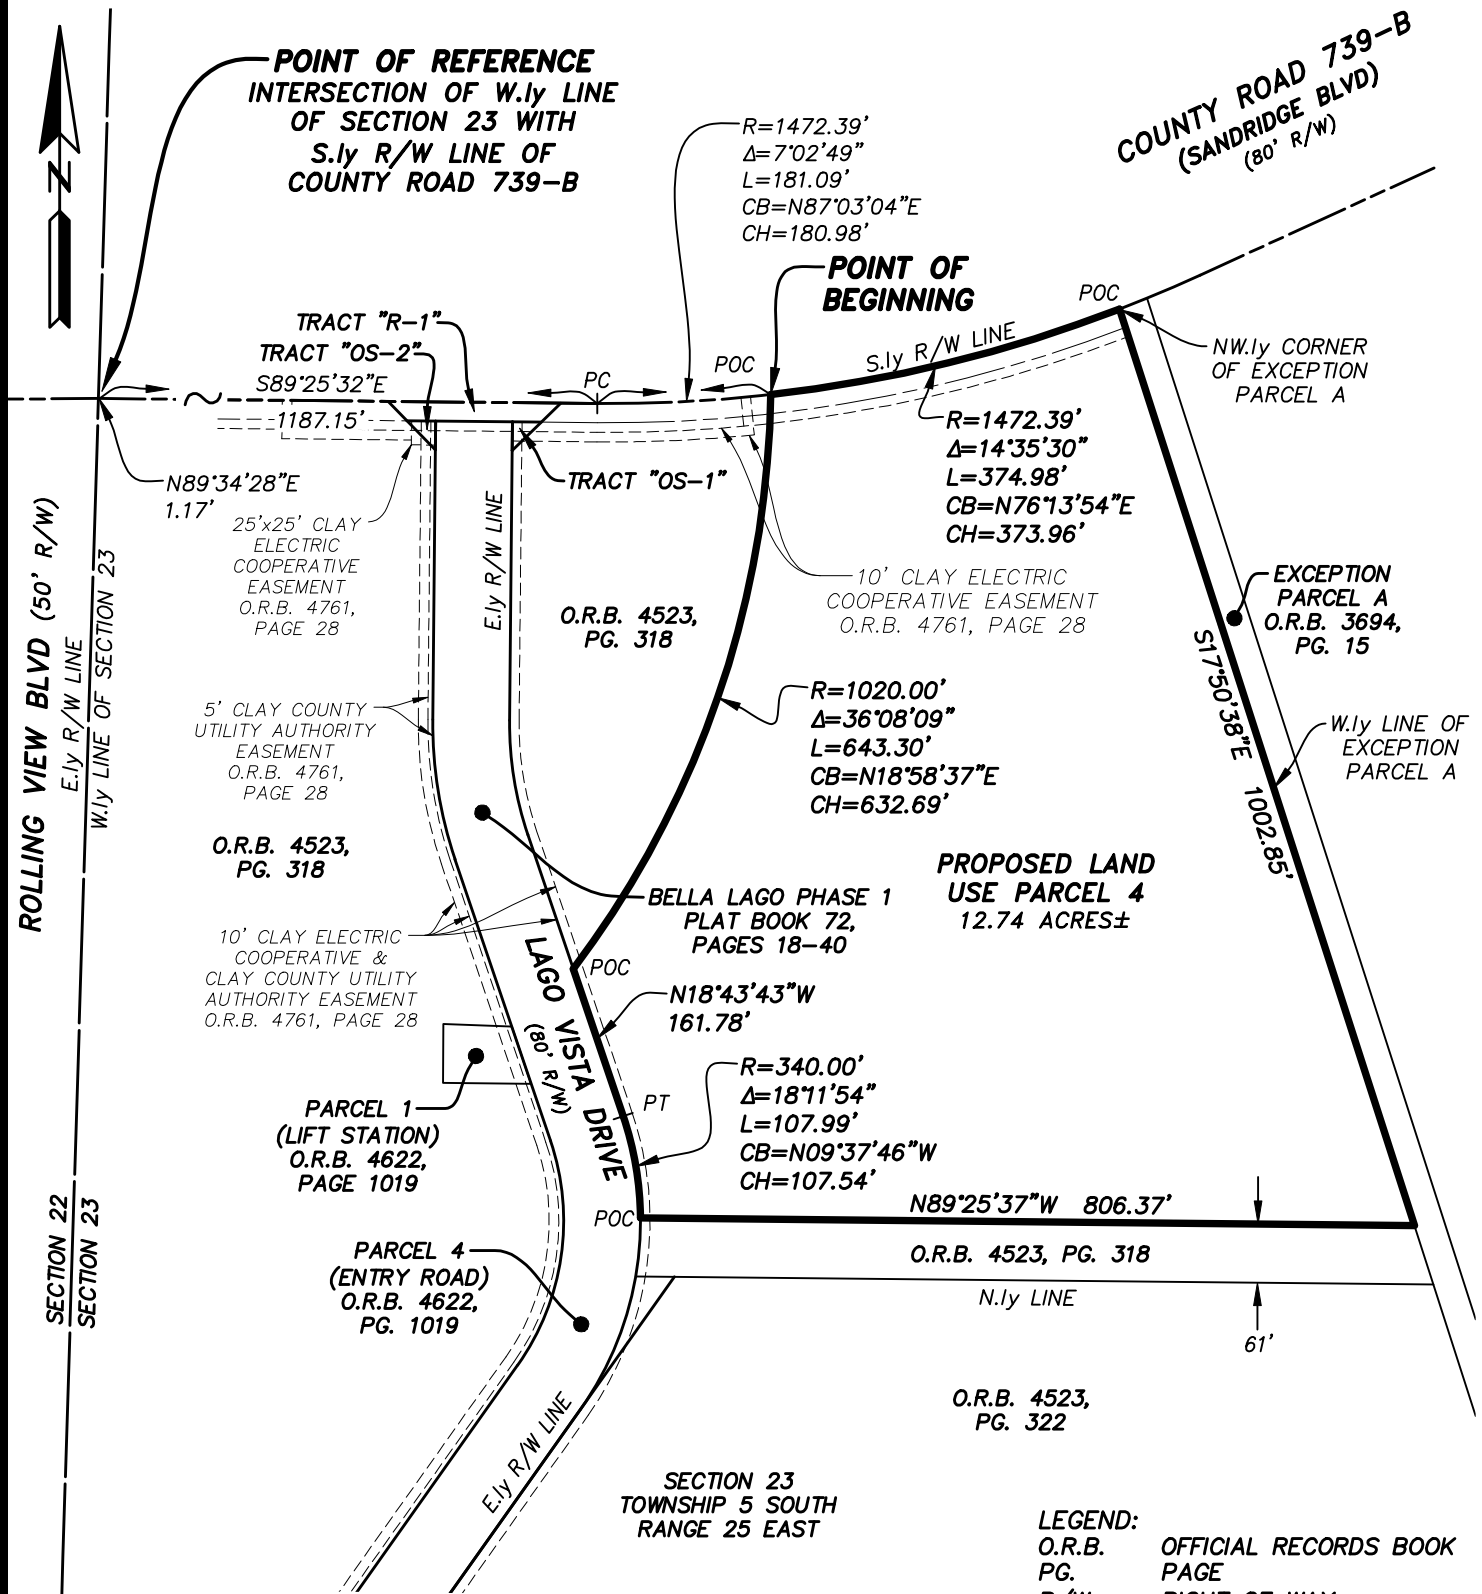 COUNTY ROAD 739-B
(SANDRIDGE BLVD)
(80' R/W)
N
POINT OF REFERENCE
INTERSECTION OF W.ly LINE
OF SECTION 23 WITH
S.ly R/W LINE OF
COUNTY ROAD 739-B
R=1472.39'
Δ=7°02'49"
L=181.09'
CB=N87°03'04"E
CH=180.98'
POINT OF
BEGINNING
POC
TRACT "R-1"
TRACT "OS-2"
S89°25'32"E
1187.15'
PC
POC
S.ly R/W LINE
NW.ly CORNER
OF EXCEPTION
PARCEL A
R=1472.39'
Δ=14°35'30"
L=374.98'
CB=N76°13'54"E
CH=373.96'
N89°34'28"E
1.17'
TRACT "OS-1"
25'x25' CLAY
ELECTRIC
COOPERATIVE
EASEMENT
O.R.B. 4761,
PAGE 28
E.ly R/W LINE
O.R.B. 4523,
PG. 318
10' CLAY ELECTRIC
COOPERATIVE EASEMENT
O.R.B. 4761, PAGE 28
EXCEPTION
PARCEL A
O.R.B. 3694,
PG. 15
ROLLING VIEW BLVD (50' R/W)
E.ly R/W LINE
W.ly LINE OF SECTION 23
S17°50'38"E 1002.85'
R=1020.00'
Δ=36°08'09"
L=643.30'
CB=N18°58'37"E
CH=632.69'
W.ly LINE OF
EXCEPTION
PARCEL A
5' CLAY COUNTY
UTILITY AUTHORITY
EASEMENT
O.R.B. 4761,
PAGE 28
O.R.B. 4523,
PG. 318
PROPOSED LAND
USE PARCEL 4
12.74 ACRES±
BELLA LAGO PHASE 1
PLAT BOOK 72,
PAGES 18-40
10' CLAY ELECTRIC
COOPERATIVE &
CLAY COUNTY UTILITY
AUTHORITY EASEMENT
O.R.B. 4761, PAGE 28
LAGO VISTA DRIVE
(80' R/W)
POC
N18°43'43"W
161.78'
PT
R=340.00'
Δ=18°11'54"
L=107.99'
CB=N09°37'46"W
CH=107.54'
PARCEL 1
(LIFT STATION)
O.R.B. 4622,
PAGE 1019
POC
N89°25'37"W 806.37'
SECTION 22
SECTION 23
PARCEL 4
(ENTRY ROAD)
O.R.B. 4622,
PG. 1019
O.R.B. 4523, PG. 318
N.ly LINE
61'
O.R.B. 4523,
PG. 322
E.ly R/W LINE
SECTION 23
TOWNSHIP 5 SOUTH
RANGE 25 EAST
LEGEND:
O.R.B. OFFICIAL RECORDS BOOK
PG. PAGE
R/W RIGHT OF WAY